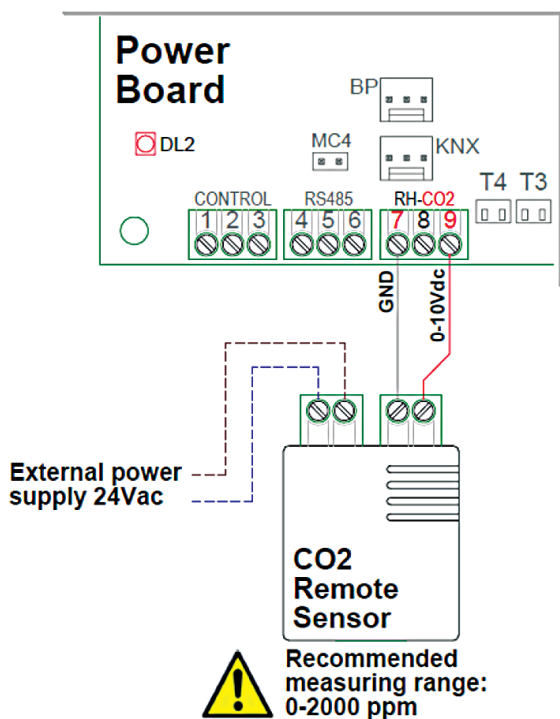 Power
Board
BP
DL2
MC4
KNX
T4 T3
CONTROL RS485 RH-CO2
1 2 3 4 5 6 7 8 9
GND
0-10Vdc
External power
supply 24Vac
CO2
Remote
Sensor
Recommended
measuring range:
0-2000 ppm